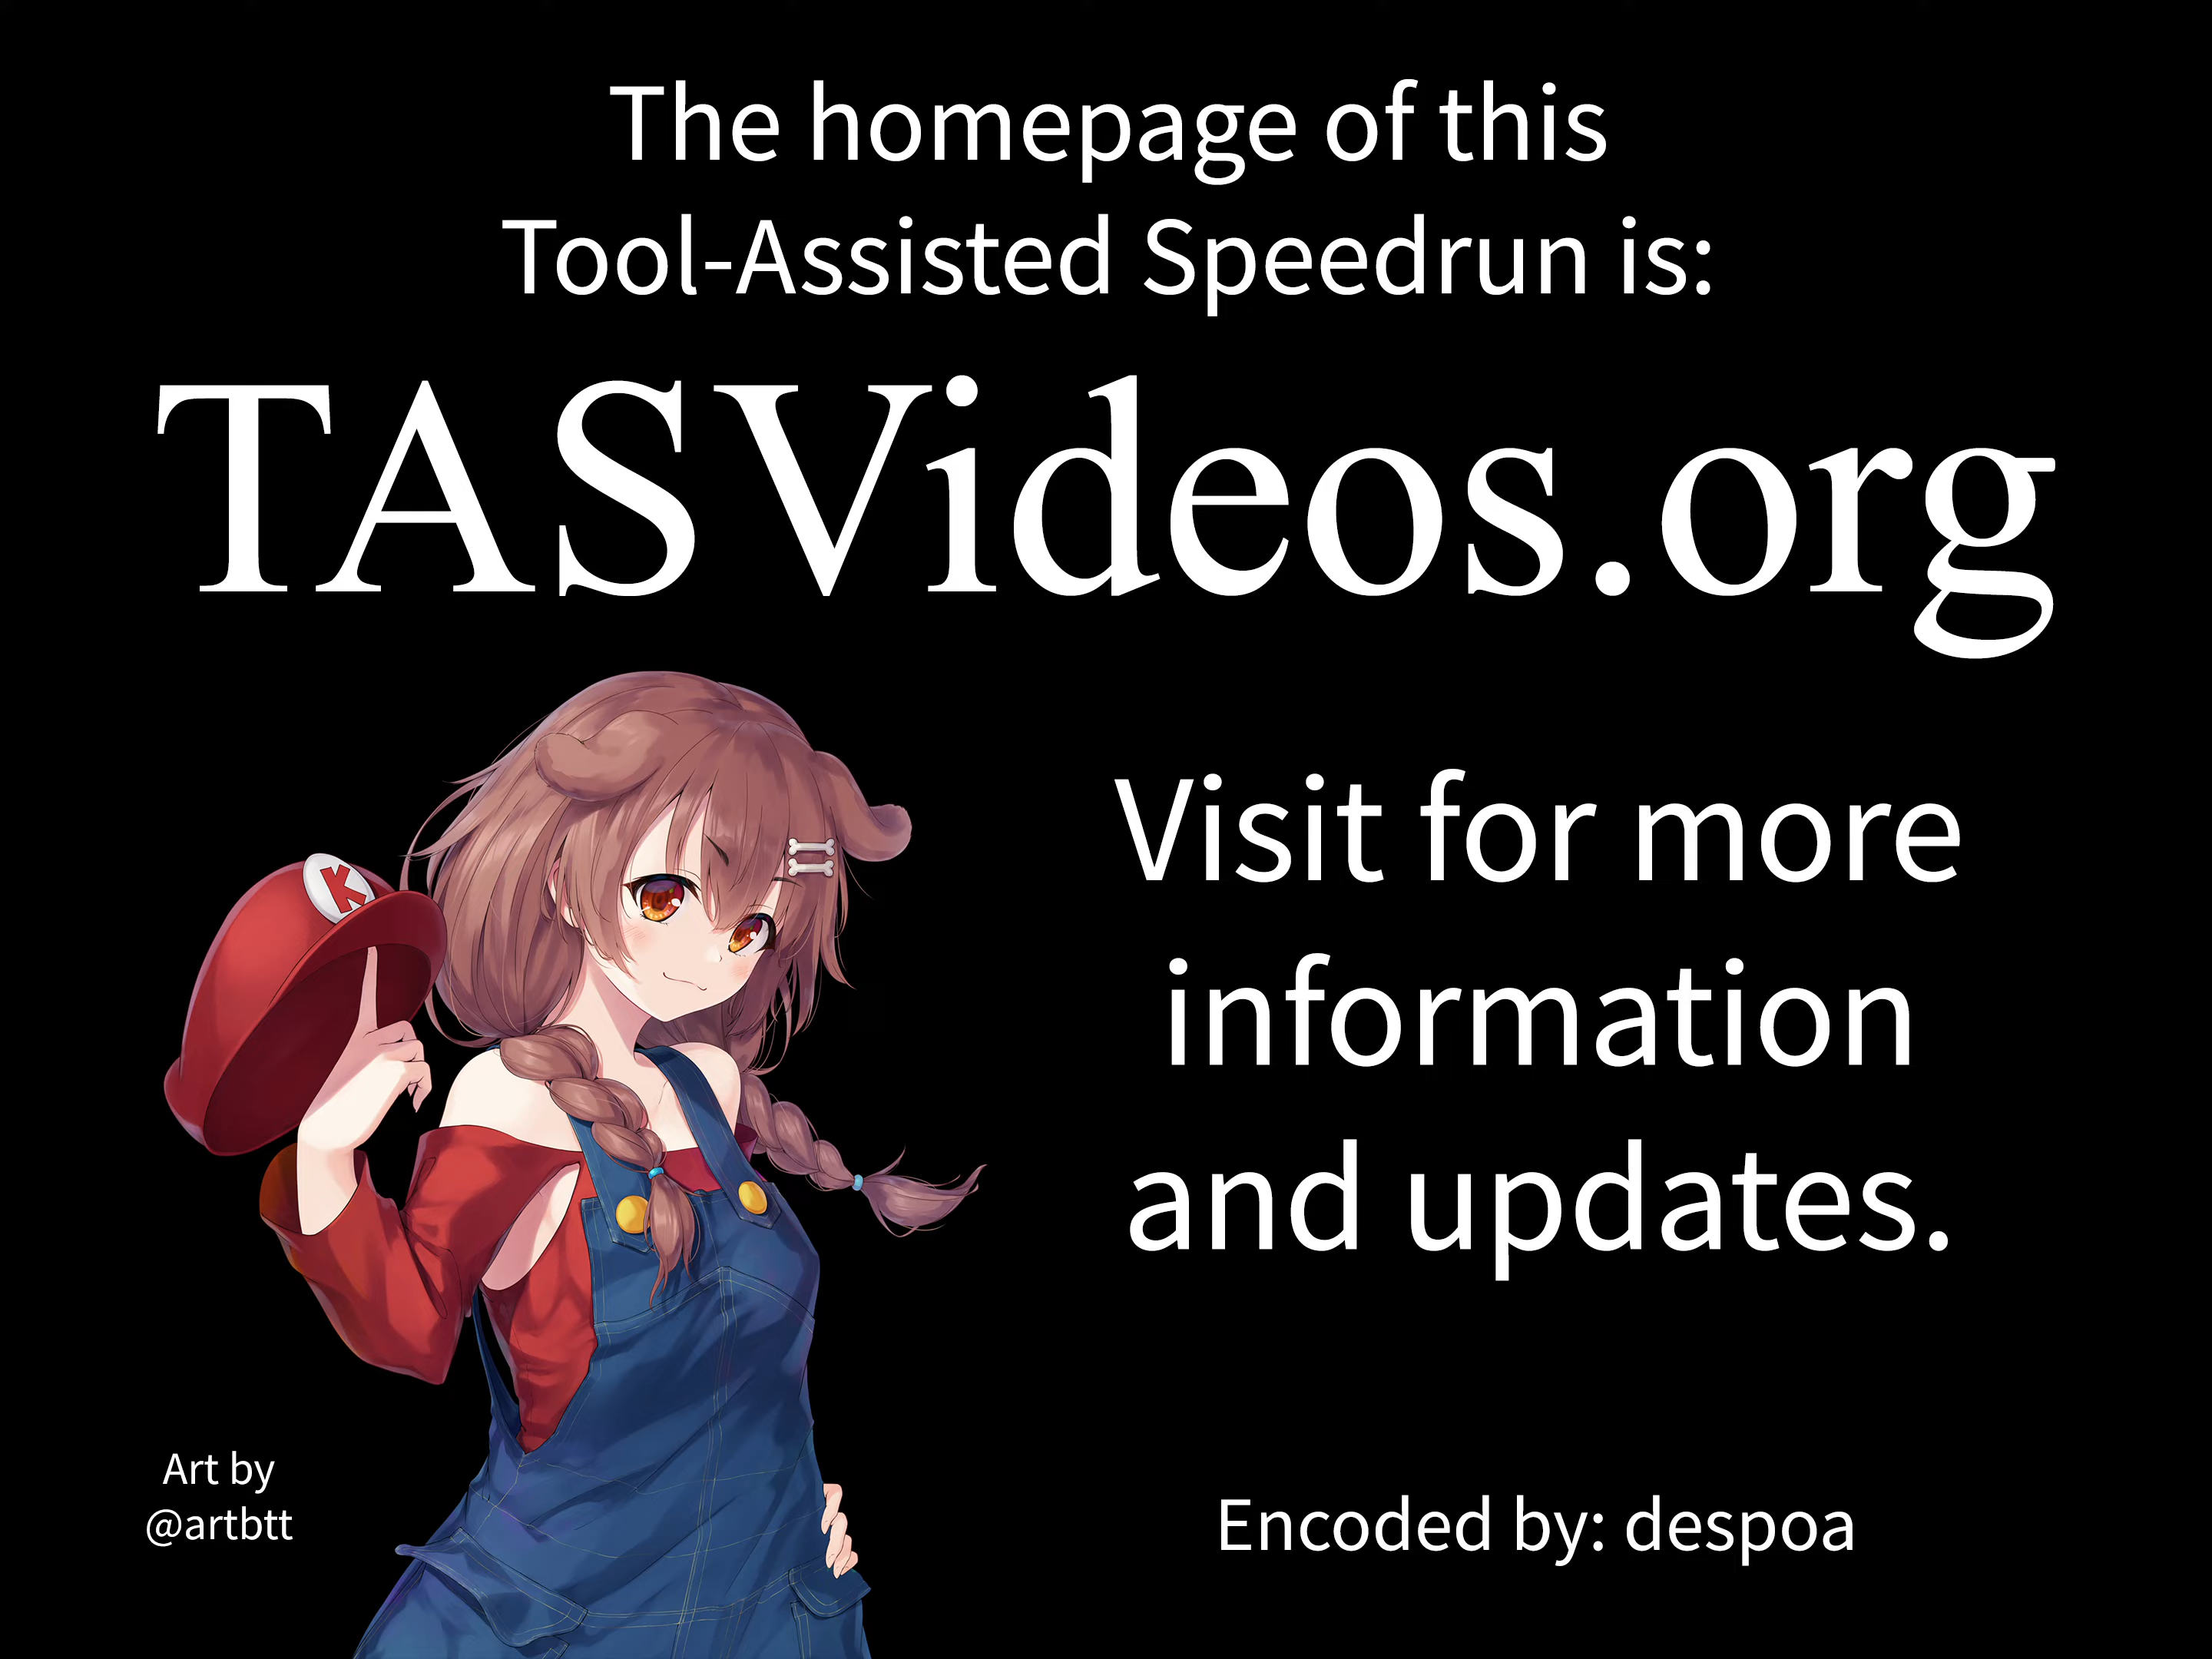 The homepage of this
Tool-Assisted Speedrun is:
TASVideos.org
K
Visit for more
information
and updates.
Art by
@artbtt
Encoded by: despoa